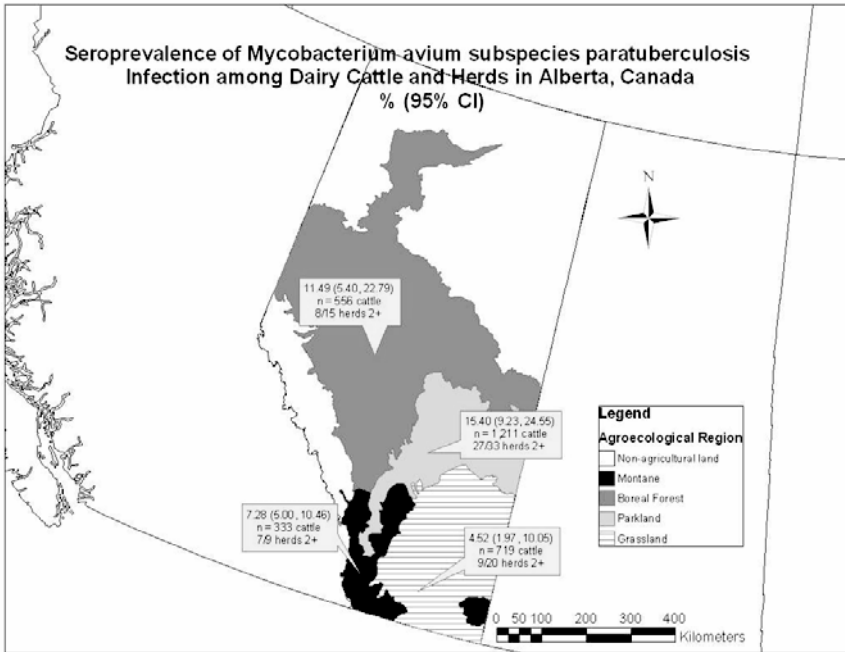 Seroprevalence of Mycobacterium avium subspecies paratuberculosis
Infection among Dairy Cattle and Herds in Alberta, Canada
% (95% CI)
N
11.49 (5.40, 22.79)
n = 556 cattle
8/15 herds 2+
15.40 (9.23, 24.55)
n = 1,211 cattle
27/33 herds 2+
7.28 (5.00, 10.46)
n = 333 cattle
7/9 herds 2+
4.52 (1.97, 10.05)
n = 719 cattle
9/20 herds 2+
Legend
Agroecological Region
Non-agricultural land
Montane
Boreal Forest
Parkland
Grassland
0 50 100 200 300 400
Kilometers